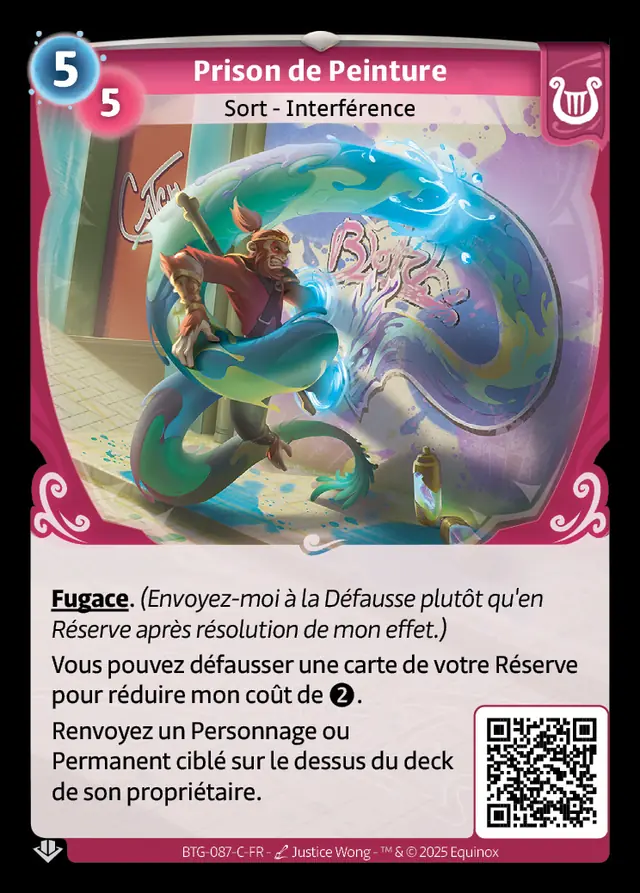 5
5
Prison de Peinture
Sort - Interférence
Fugace. (Envoyez-moi à la Défausse plutôt qu'en
Réserve après résolution de mon effet.)
Vous pouvez défausser une carte de votre Réserve
pour réduire mon coût de 2.
Renvoyez un Personnage ou
Permanent ciblé sur le dessus du deck
de son propriétaire.
BTG-087-C-FR - Justice Wong - ™ & © 2025 Equinox